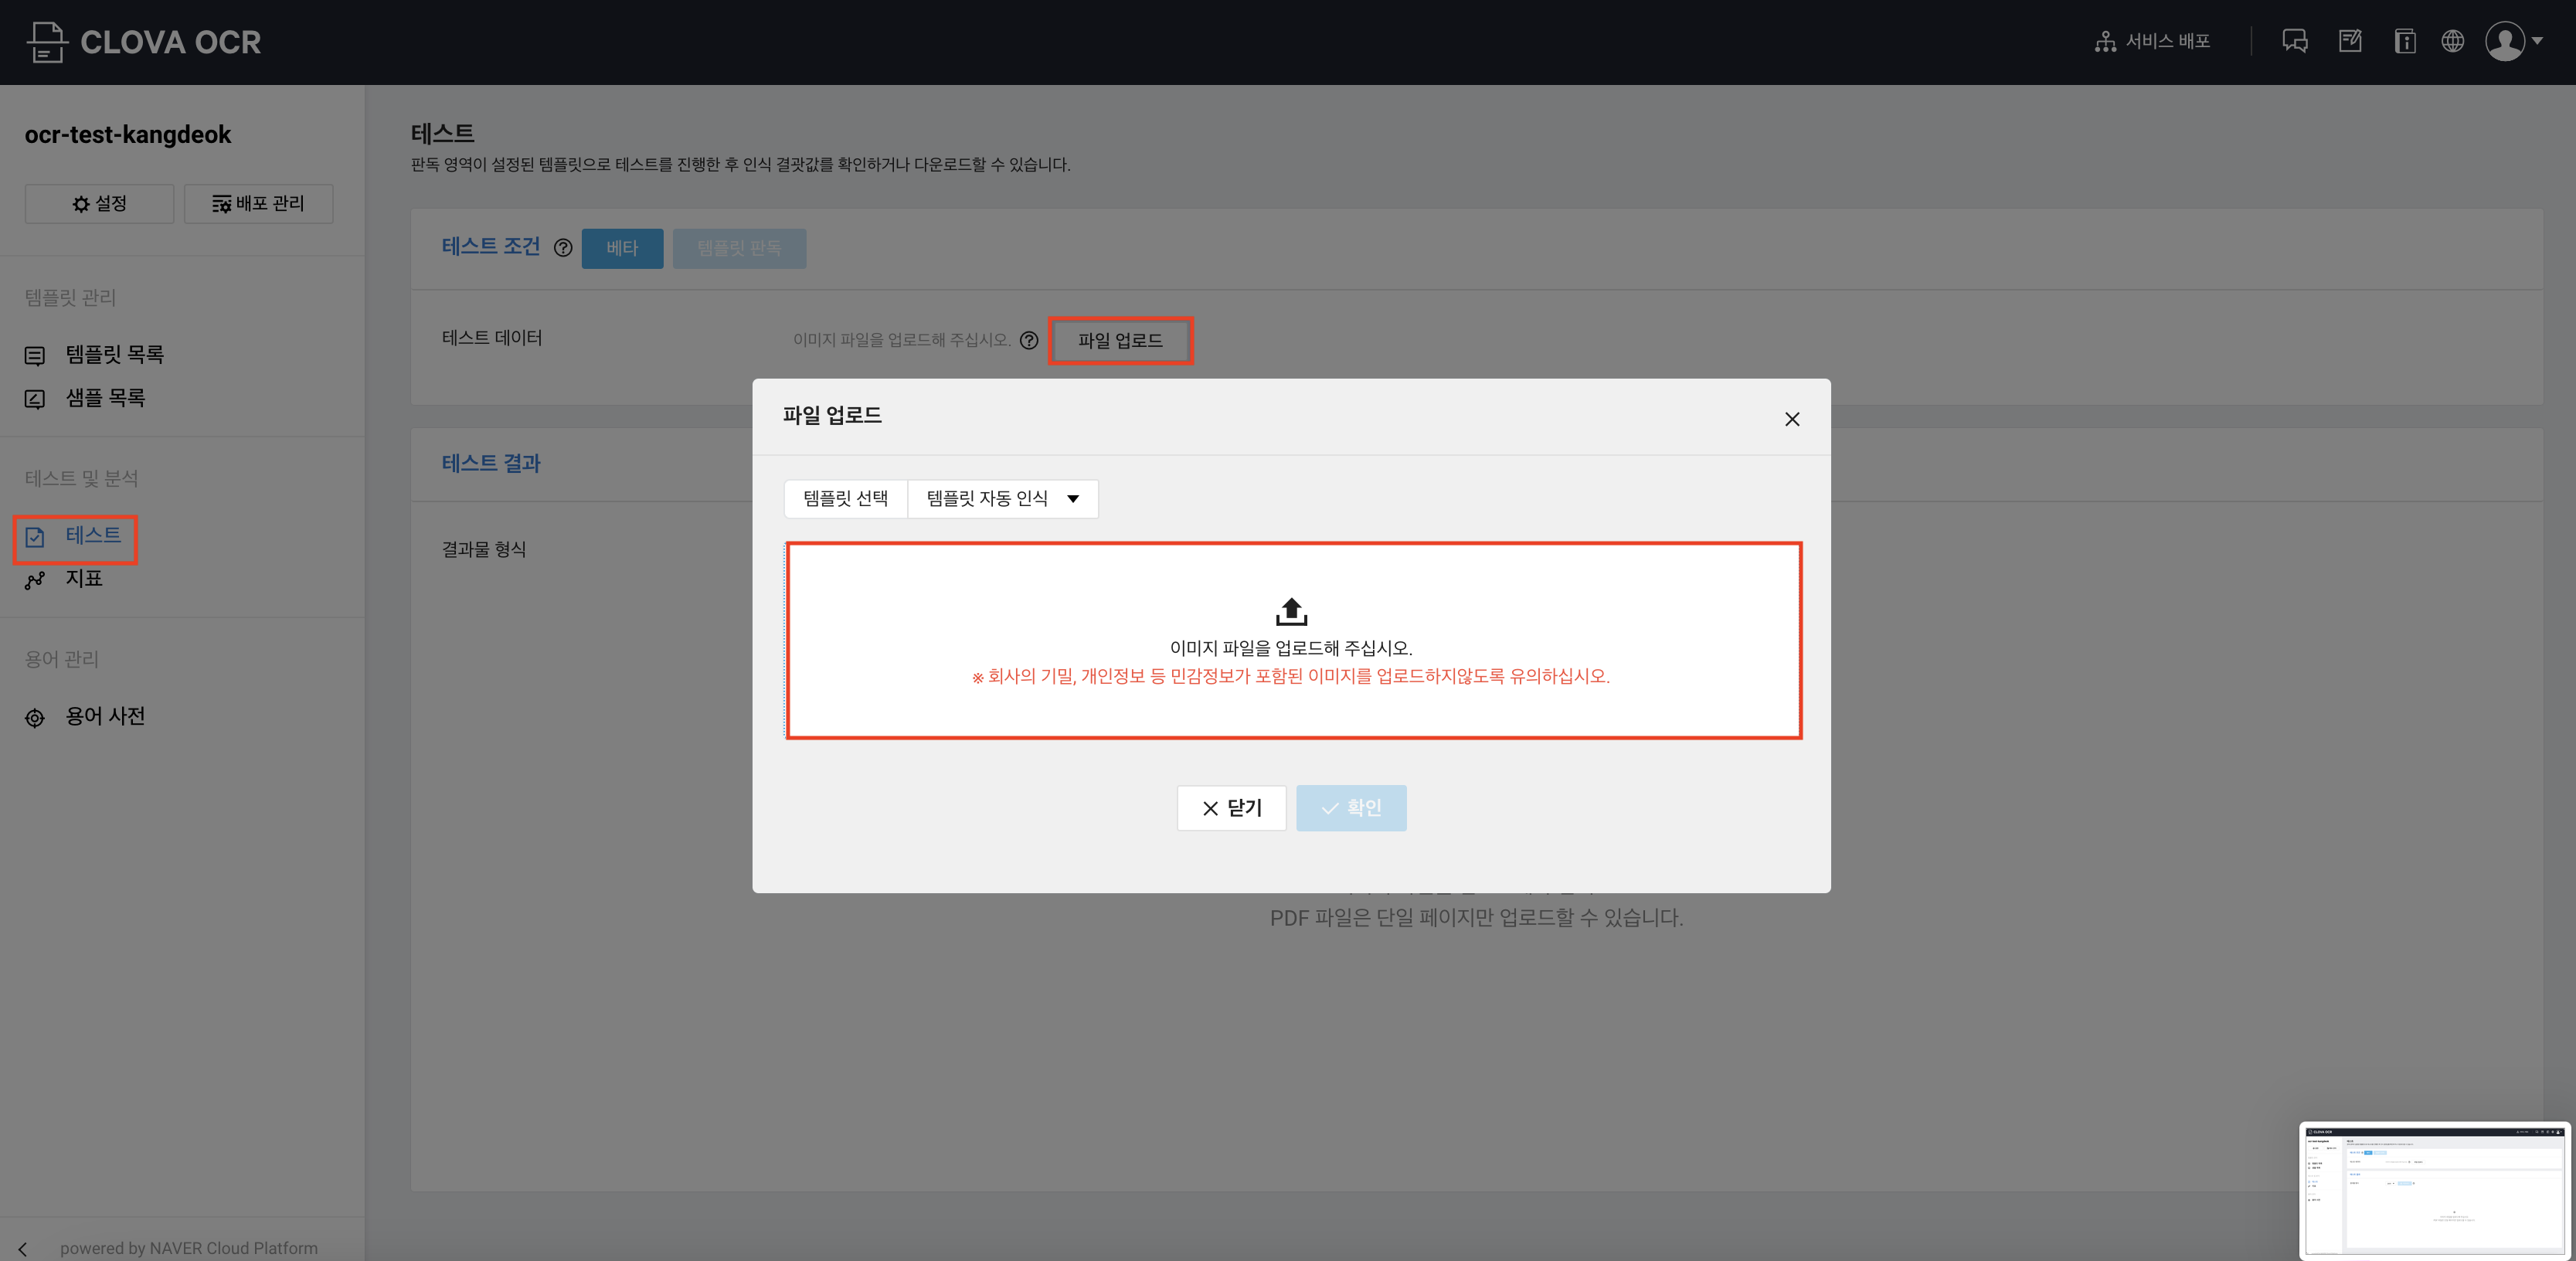 CLOVA OCR
서비스 배포
ocr-test-kangdeok
설정
배포 관리
템플릿 관리
템플릿 목록
샘플 목록
테스트 및 분석
테스트
지표
용어 관리
용어 사전
powered by NAVER Cloud Platform
테스트
판독 영역이 설정된 템플릿으로 테스트를 진행한 후 인식 결괏값를 확인하거나 다운로드할 수 있습니다.
테스트 조건 베타 템플릿 판독
테스트 데이터 이미지 파일을 업로드해 주십시오. 파일 업로드
테스트 결과
결과물 형식
파일 업로드
템플릿 선택 템플릿 자동 인식
이미지 파일을 업로드해 주십시오.
※ 회사의 기밀, 개인정보 등 민감정보가 포함된 이미지를 업로드하지않도록 유의하십시오.
닫기 확인
PDF 파일은 단일 페이지만 업로드할 수 있습니다.
CLOVA OCR